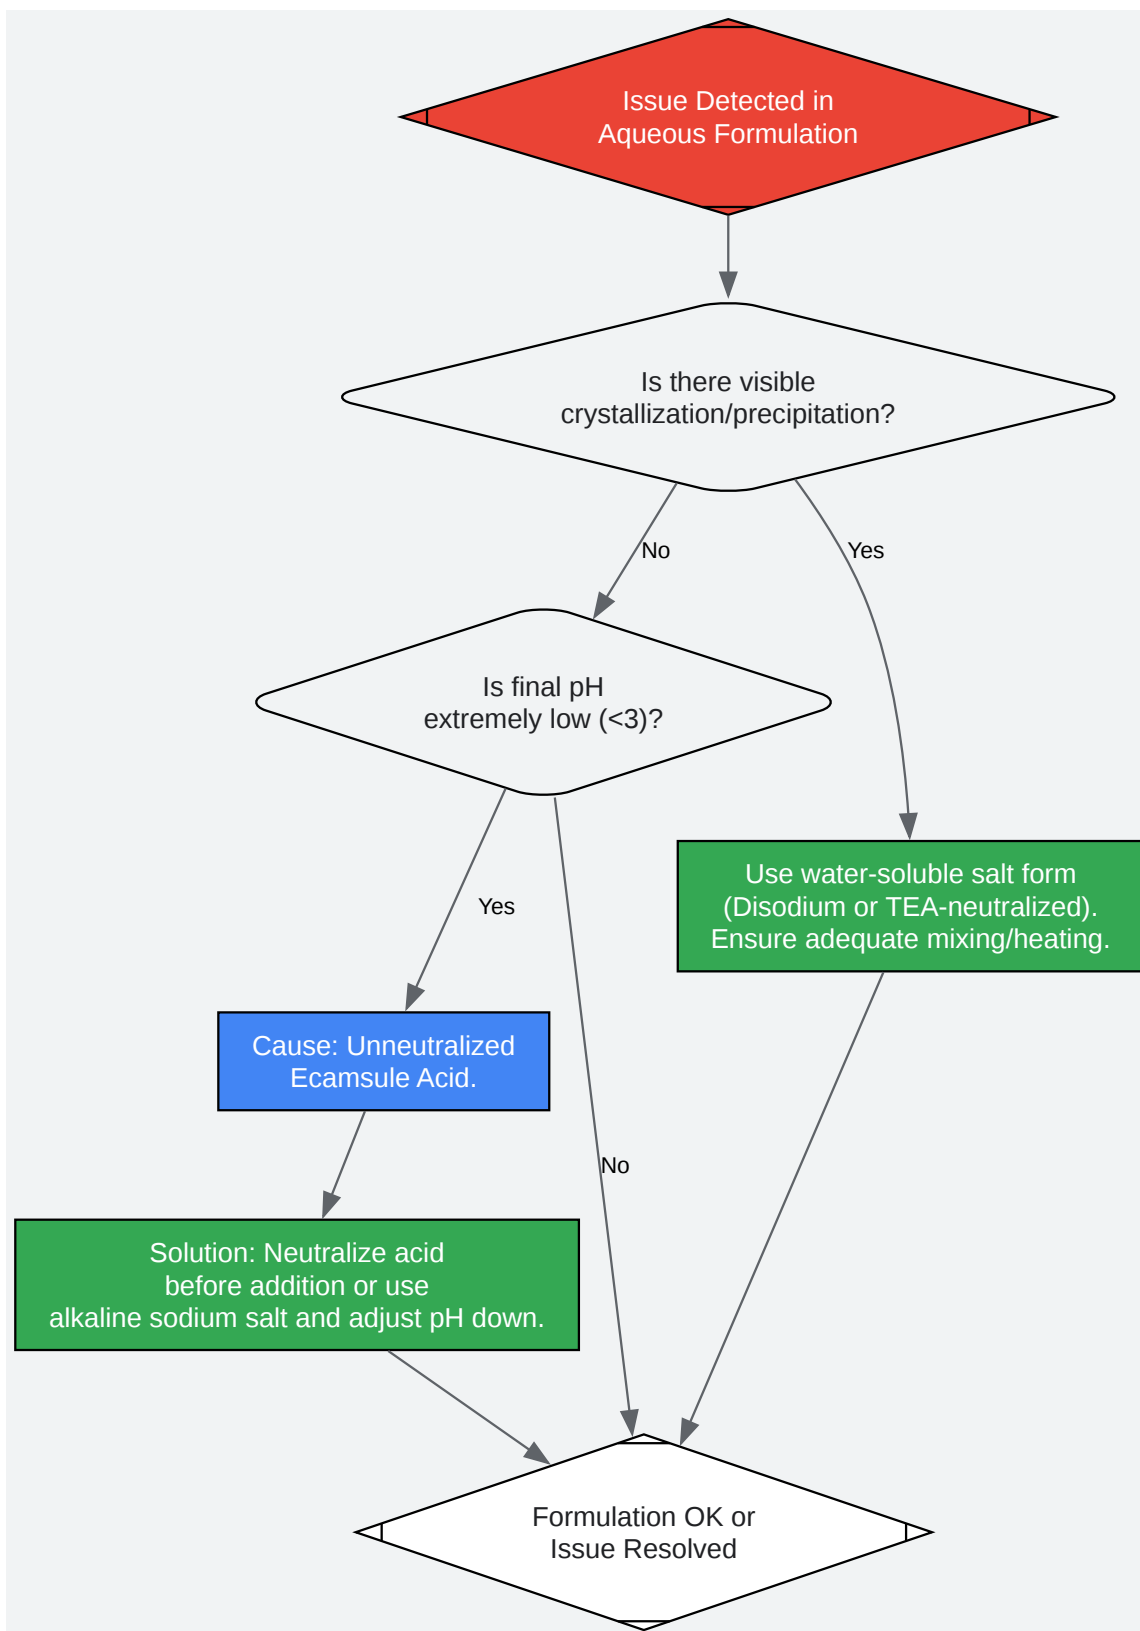 Issue Detected in
Aqueous Formulation
Is there visible
crystallization/precipitation?
No
Yes
Is final pH
extremely low (<3)?
Use water-soluble salt form
(Disodium or TEA-neutralized).
Ensure adequate mixing/heating.
Yes
Cause: Unneutralized
Ecamsule Acid.
No
Solution: Neutralize acid
before addition or use
alkaline sodium salt and adjust pH down.
Formulation OK or
Issue Resolved